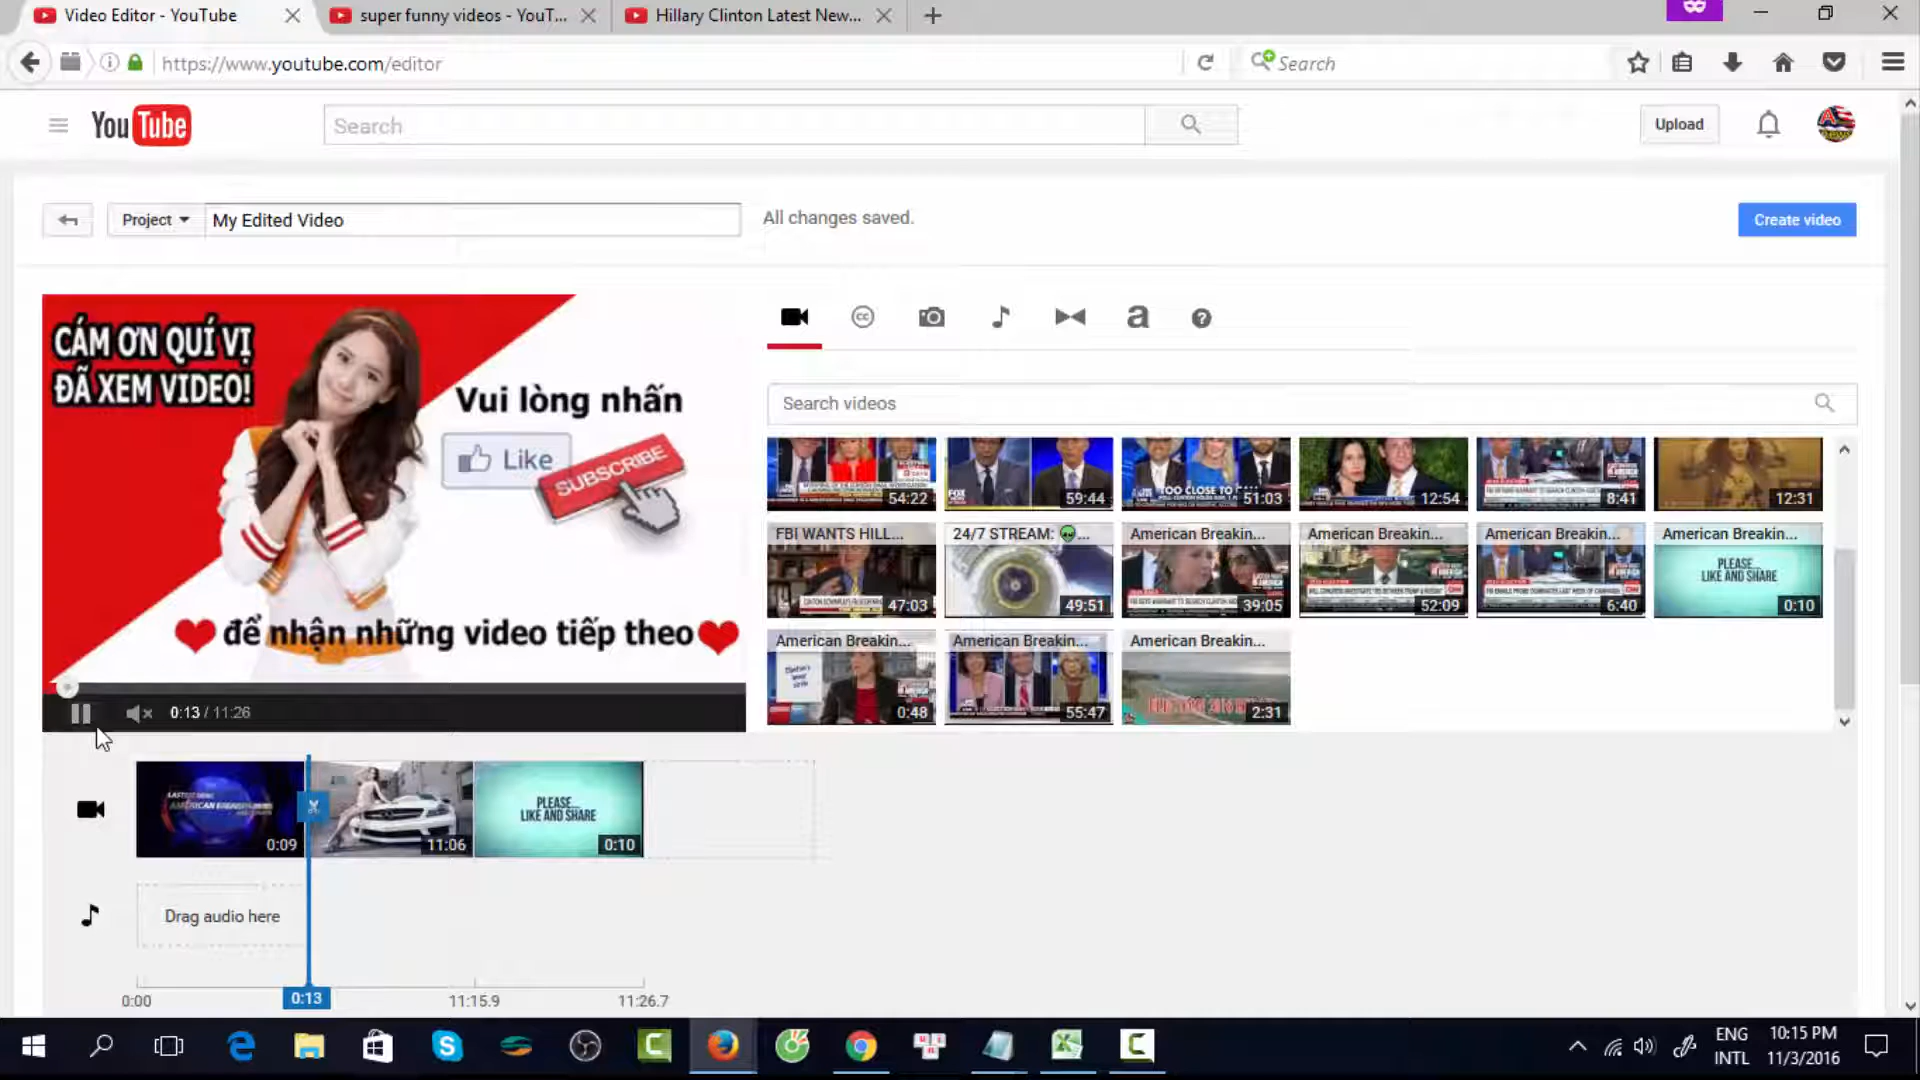 Video Editor - YouTube
super funny videos - YouT...
Hillary Clinton Latest New...
https://www.youtube.com/editor
Search
YouTube
Search
Upload
Project
My Edited Video
All changes saved.
Create video
CÁM ƠN QUÍ VỊ
ĐÃ XEM VIDEO!
Vui lòng nhấn
Like
SUBSCRIBE
để nhận những video tiếp theo
0:13 / 11:26
cc
a
?
Search videos
54:22
59:44
TOO CLOSE TO
51:03
12:54
8:41
12:31
FBI WANTS HILL...
24/7 STREAM: 👽...
American Breakin...
American Breakin...
American Breakin...
American Breakin...
47:03
49:51
39:05
52:09
6:40
PLEASE...
LIKE AND SHARE
0:10
American Breakin...
American Breakin...
American Breakin...
0:48
55:47
2:31
AMERICAN BREAKING
0:09
11:06
PLEASE...
LIKE AND SHARE
0:10
Drag audio here
0:00
0:13
11:15.9
11:26.7
ENG
INTL
10:15 PM
11/3/2016